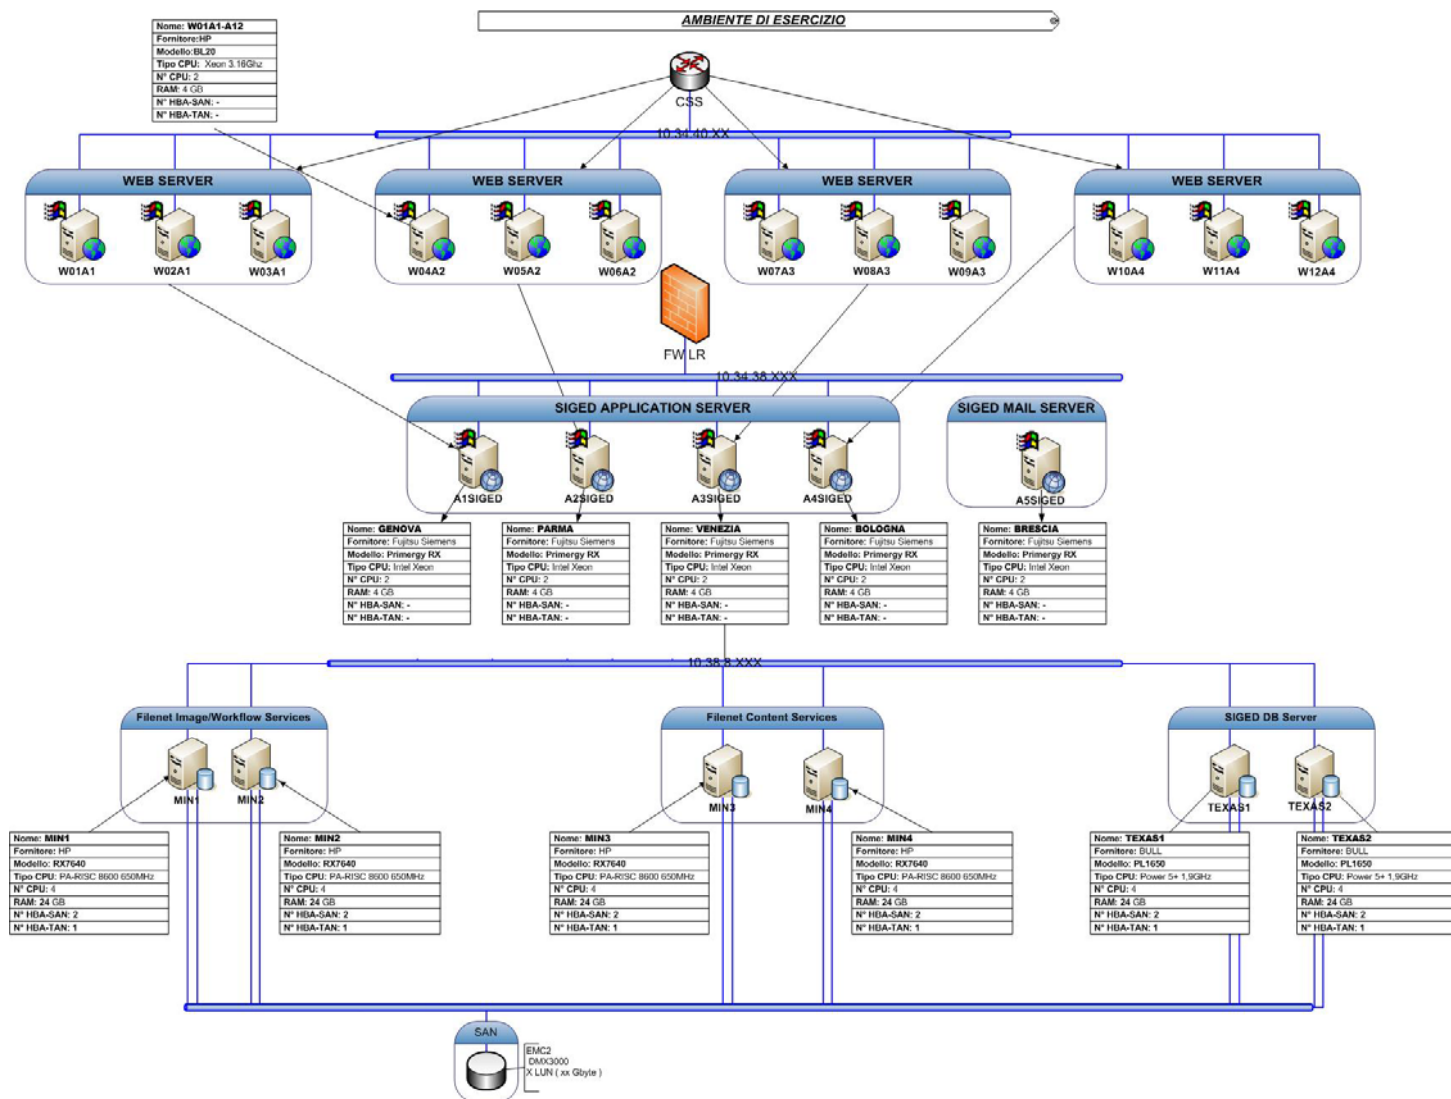 AMBIENTE DI ESERCIZIO
Nome: W01A1-A12
Fornitore:HP
Modello:BL20
Tipo CPU: Xeon 3.16Ghz
N° CPU: 2
RAM: 4 GB
N° HBA-SAN: -
N° HBA-TAN: -
CSS
10.34.40.XX
WEB SERVER
W01A1
W02A1
W03A1
WEB SERVER
W04A2
W05A2
W06A2
WEB SERVER
W07A3
W08A3
W09A3
WEB SERVER
W10A4
W11A4
W12A4
FW LR
10.34.38.XXX
SIGED APPLICATION SERVER
A1SIGED
A2SIGED
A3SIGED
A4SIGED
SIGED MAIL SERVER
A5SIGED
Nome: GENOVA
Fornitore: Fujitsu Siemens
Modello: Primergy RX
Tipo CPU: Intel Xeon
N° CPU: 2
RAM: 4 GB
N° HBA-SAN: -
N° HBA-TAN: -
Nome: PARMA
Fornitore: Fujitsu Siemens
Modello: Primergy RX
Tipo CPU: Intel Xeon
N° CPU: 2
RAM: 4 GB
N° HBA-SAN: -
N° HBA-TAN: -
Nome: VENEZIA
Fornitore: Fujitsu Siemens
Modello: Primergy RX
Tipo CPU: Intel Xeon
N° CPU: 2
RAM: 4 GB
N° HBA-SAN: -
N° HBA-TAN: -
Nome: BOLOGNA
Fornitore: Fujitsu Siemens
Modello: Primergy RX
Tipo CPU: Intel Xeon
N° CPU: 2
RAM: 4 GB
N° HBA-SAN: -
N° HBA-TAN: -
Nome: BRESCIA
Fornitore: Fujitsu Siemens
Modello: Primergy RX
Tipo CPU: Intel Xeon
N° CPU: 2
RAM: 4 GB
N° HBA-SAN: -
N° HBA-TAN: -
10.38.8.XXX
Filenet Image/Workflow Services
MIN1
MIN2
Filenet Content Services
MIN3
MIN4
SIGED DB Server
TEXAS1
TEXAS2
Nome: MIN1
Fornitore: HP
Modello: RX7640
Tipo CPU: PA-RISC 8600 650MHz
N° CPU: 4
RAM: 24 GB
N° HBA-SAN: 2
N° HBA-TAN: 1
Nome: MIN2
Fornitore: HP
Modello: RX7640
Tipo CPU: PA-RISC 8600 650MHz
N° CPU: 4
RAM: 24 GB
N° HBA-SAN: 2
N° HBA-TAN: 1
Nome: MIN3
Fornitore: HP
Modello: RX7640
Tipo CPU: PA-RISC 8600 650MHz
N° CPU: 4
RAM: 24 GB
N° HBA-SAN: 2
N° HBA-TAN: 1
Nome: MIN4
Fornitore: HP
Modello: RX7640
Tipo CPU: PA-RISC 8600 650MHz
N° CPU: 4
RAM: 24 GB
N° HBA-SAN: 2
N° HBA-TAN: 1
Nome: TEXAS1
Fornitore: BULL
Modello: PL1650
Tipo CPU: Power 5+ 1,9GHz
N° CPU: 4
RAM: 24 GB
N° HBA-SAN: 2
N° HBA-TAN: 1
Nome: TEXAS2
Fornitore: BULL
Modello: PL1650
Tipo CPU: Power 5+ 1,9GHz
N° CPU: 4
RAM: 24 GB
N° HBA-SAN: 2
N° HBA-TAN: 1
SAN
EMC2
DMX3000
X LUN ( xx Gbyte )